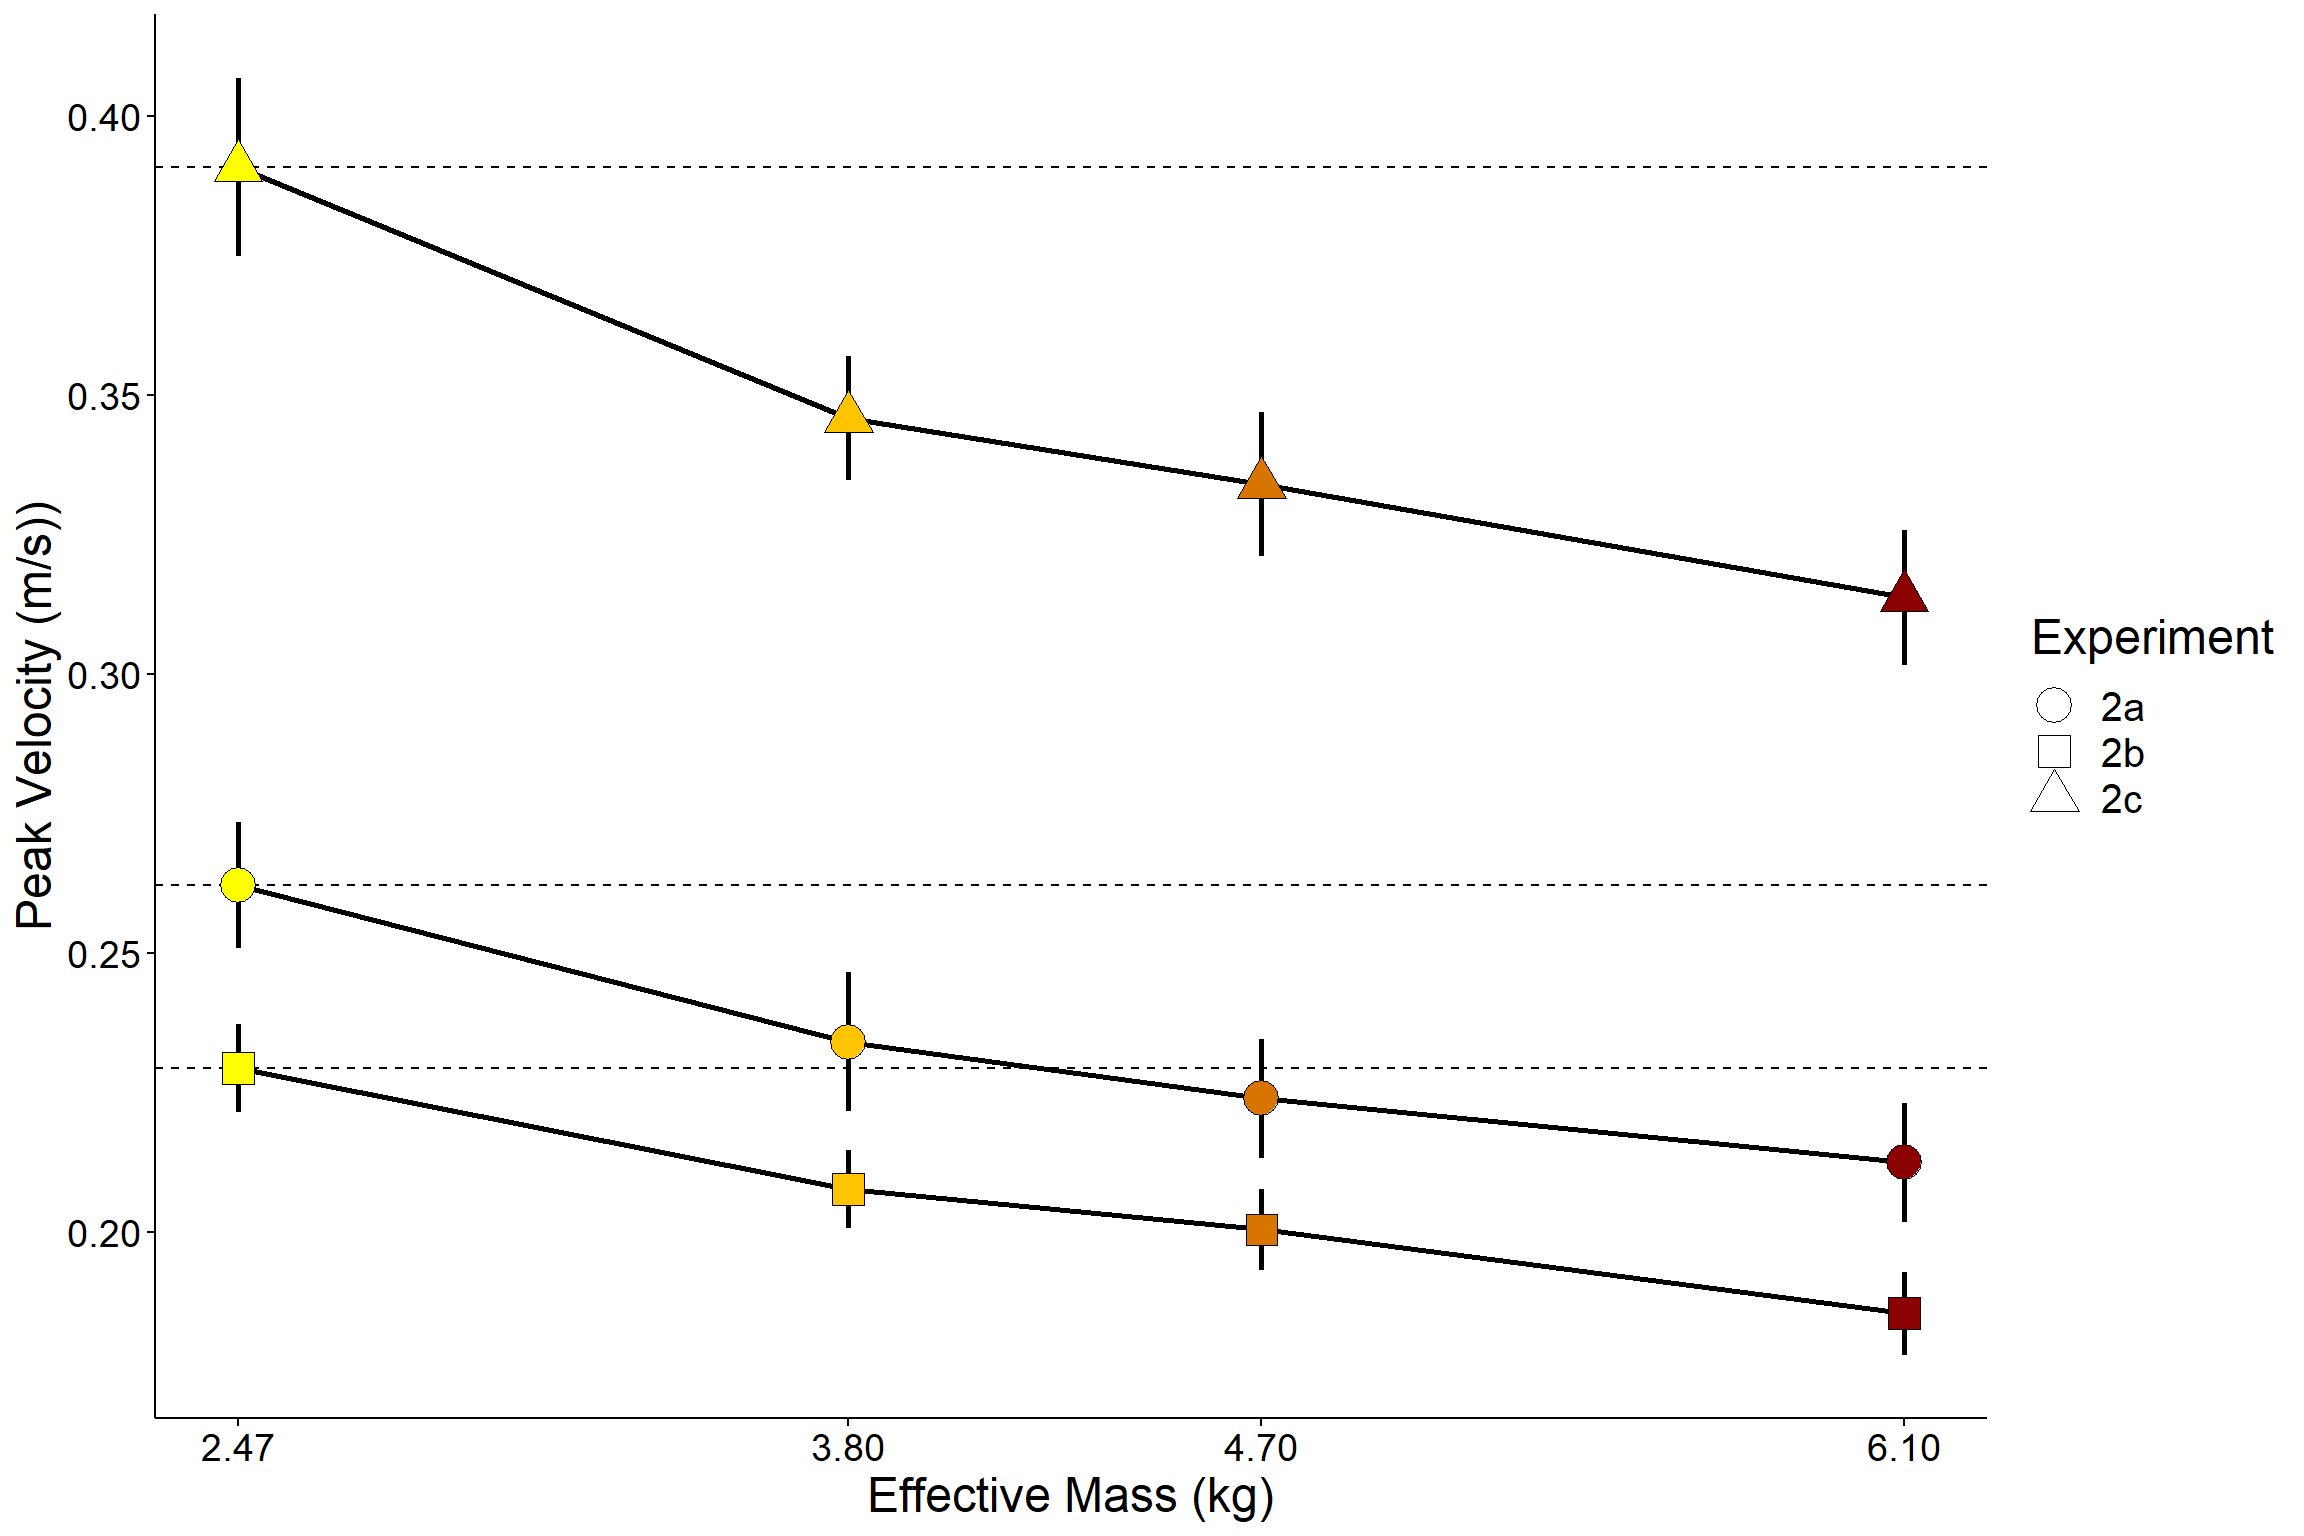 Peak Velocity (m/s))
0.40
0.35
0.30
0.25
0.20
2.47 3.80 4.70 6.10
Effective Mass (kg)
Experiment
2a
2b
2c